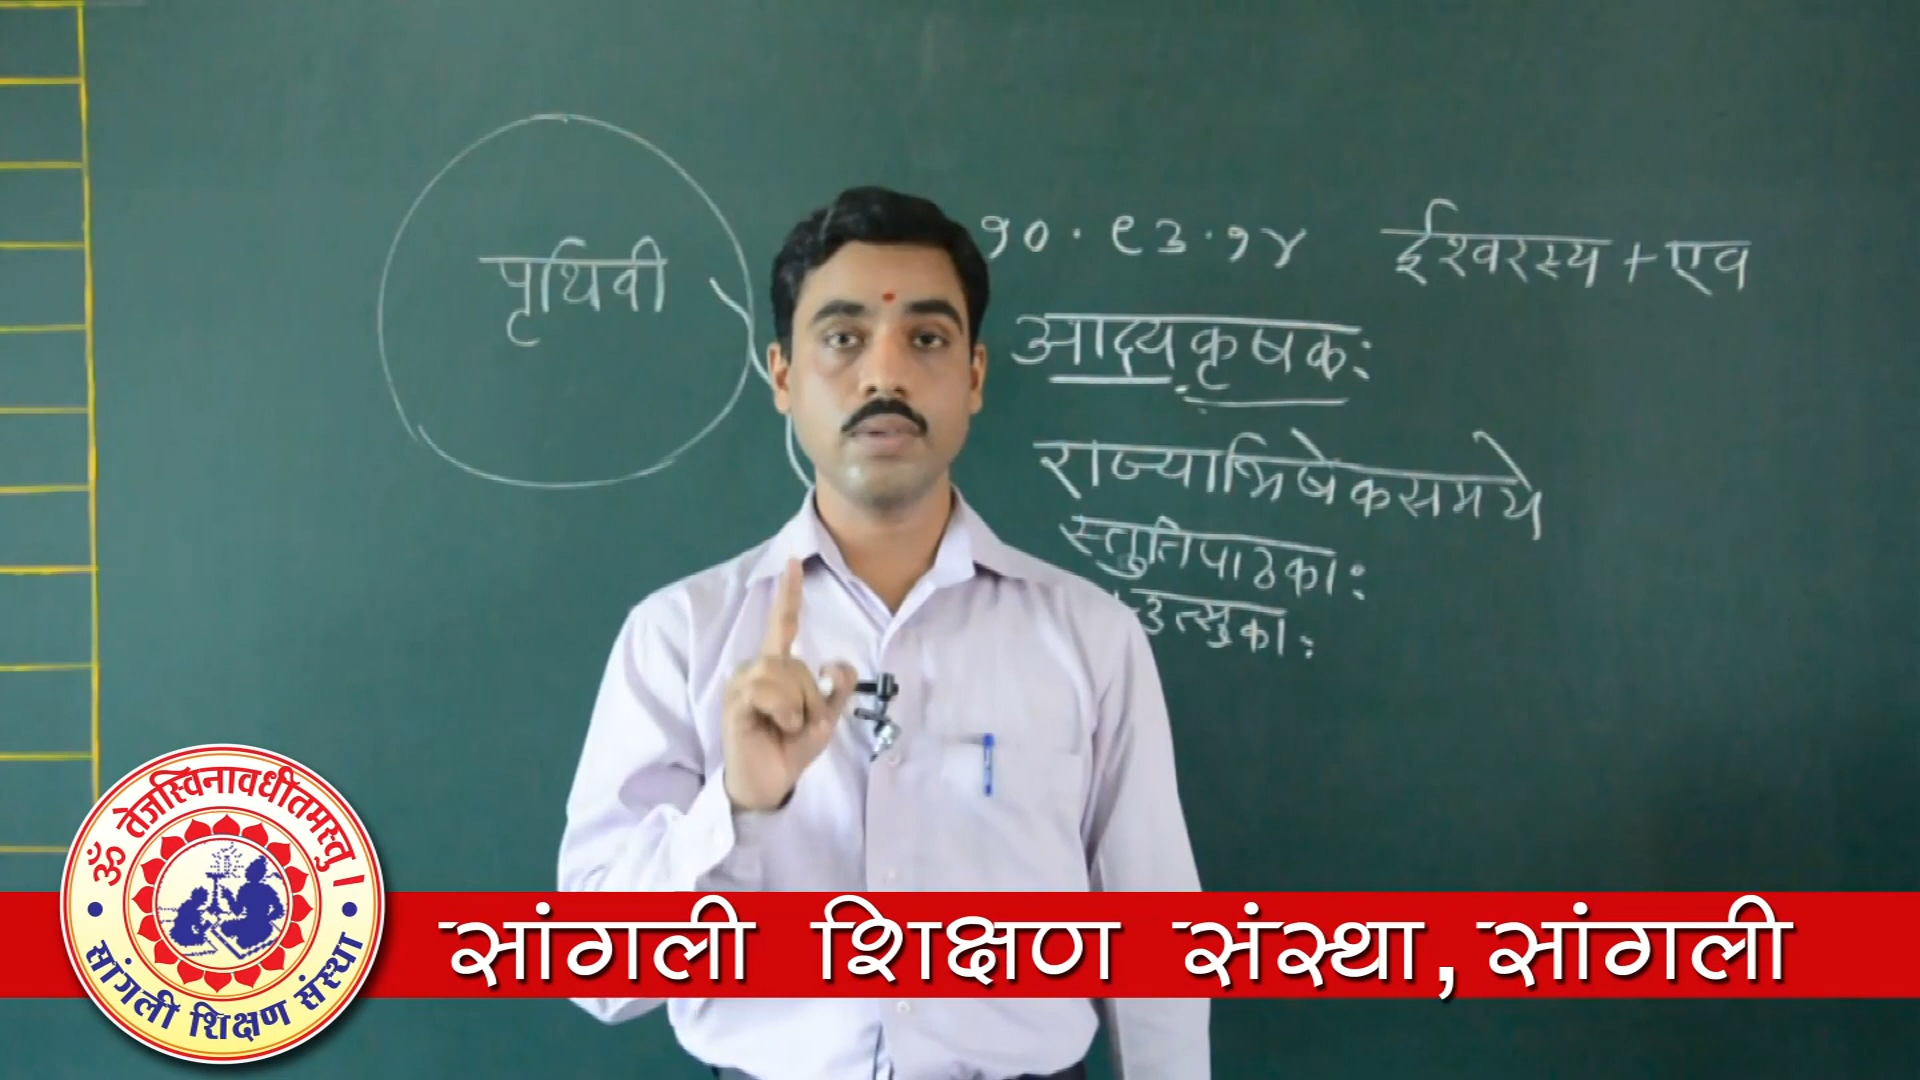 पृथिवी
१०.९३.१४
ईश्वरस्य + एव
आद्यकृषकः
राज्याभिषेकसमये
स्तुतिपाठकाः
उत्सुकाः
ॐ तेजस्विनावधीतमस्तु ।
सांगली शिक्षण संस्था
सांगली शिक्षण संस्था, सांगली